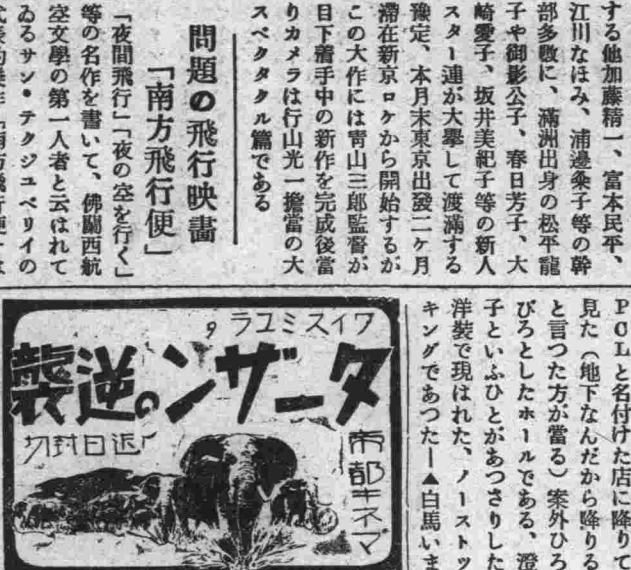 する他加藤精一、富本民平、
江川なほみ、浦邊粂子等の幹
部多數に、滿洲出身の松平龍
子や御影公子、春日芳子、大
崎愛子、坂井美紀子等の新人
スター連が大擧して渡滿する
豫定、本月末東京出發二ヶ月
滯在新京ロケから開始するが
この大作には靑山三郎監督が
目下着手中の新作を完成後當
りカメラは行山光一擔當の大
スペクタクル篇である
問題の飛行映畫
「南方飛行便」
「夜間飛行」「夜の空を行く」
等の名作を書いて、佛蘭西航
空文學の第一人者と云はれて
ゐるサン・テクジュベリイの
PCLと名付けた店に降りて
見た（地下なんだから降りる
と言つた方が當る）案外ひろ
びろとしたホールである、澄
子といふひとがあつさりした
洋裝で現はれた、ノーストッ
キングであつたー▲白馬いま
ワイスミユラ9
ターザンの逆襲
近日封切
帝都キネマ